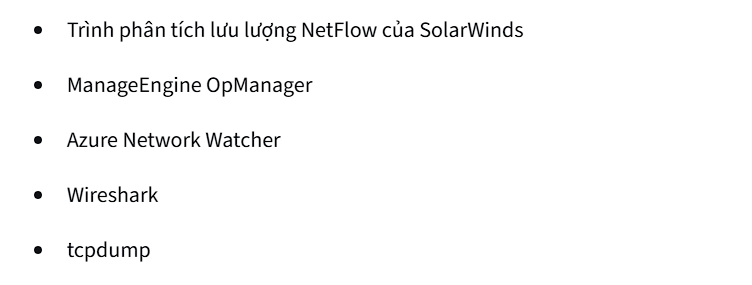 Trình phân tích lưu lượng NetFlow của SolarWinds
ManageEngine OpManager
Azure Network Watcher
Wireshark
tcpdump